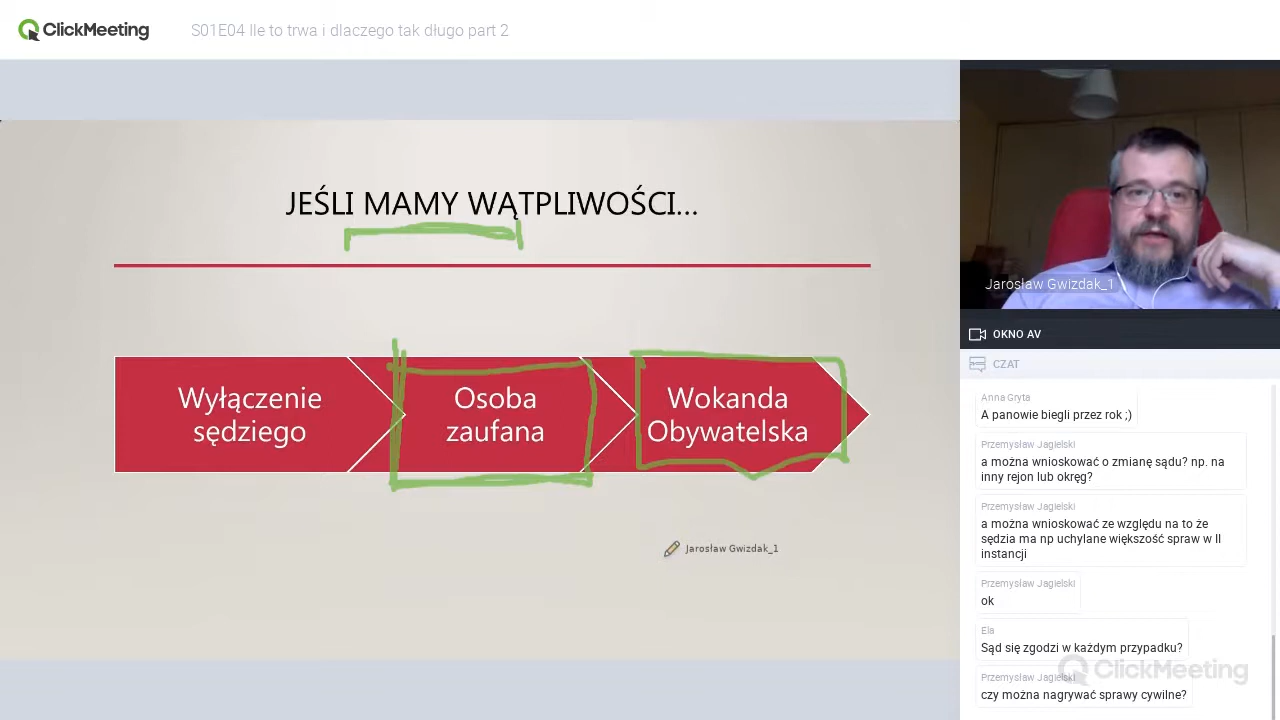 ClickMeeting
S01E04 Ile to trwa i dlaczego tak długo part 2
JEŚLI MAMY WĄTPLIWOŚCI...
Wyłączenie
sędziego
Osoba
zaufana
Wokanda
Obywatelska
Jarosław Gwizdak_1
Jarosław Gwizdak_1
OKNO AV
CZAT
Anna Gryta
A panowie biegli przez rok ;)
Przemysław Jagielski
a można wnioskować o zmianę sądu? np. na
inny rejon lub okręg?
Przemysław Jagielski
a można wnioskować ze względu na to że
sędzia ma np uchylane większość spraw w II
instancji
Przemysław Jagielski
ok
Ela
Sąd się zgodzi w każdym przypadku?
ClickMeeting
Przemysław Jagielski
czy można nagrywać sprawy cywilne?